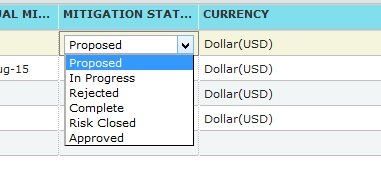 UAL MI... MITIGATION STAT... CURRENCY
Proposed Dollar(USD)
Proposed
ug-15 Dollar(USD)
In Progress
Rejected Dollar(USD)
Complete
Risk Closed Dollar(USD)
Approved